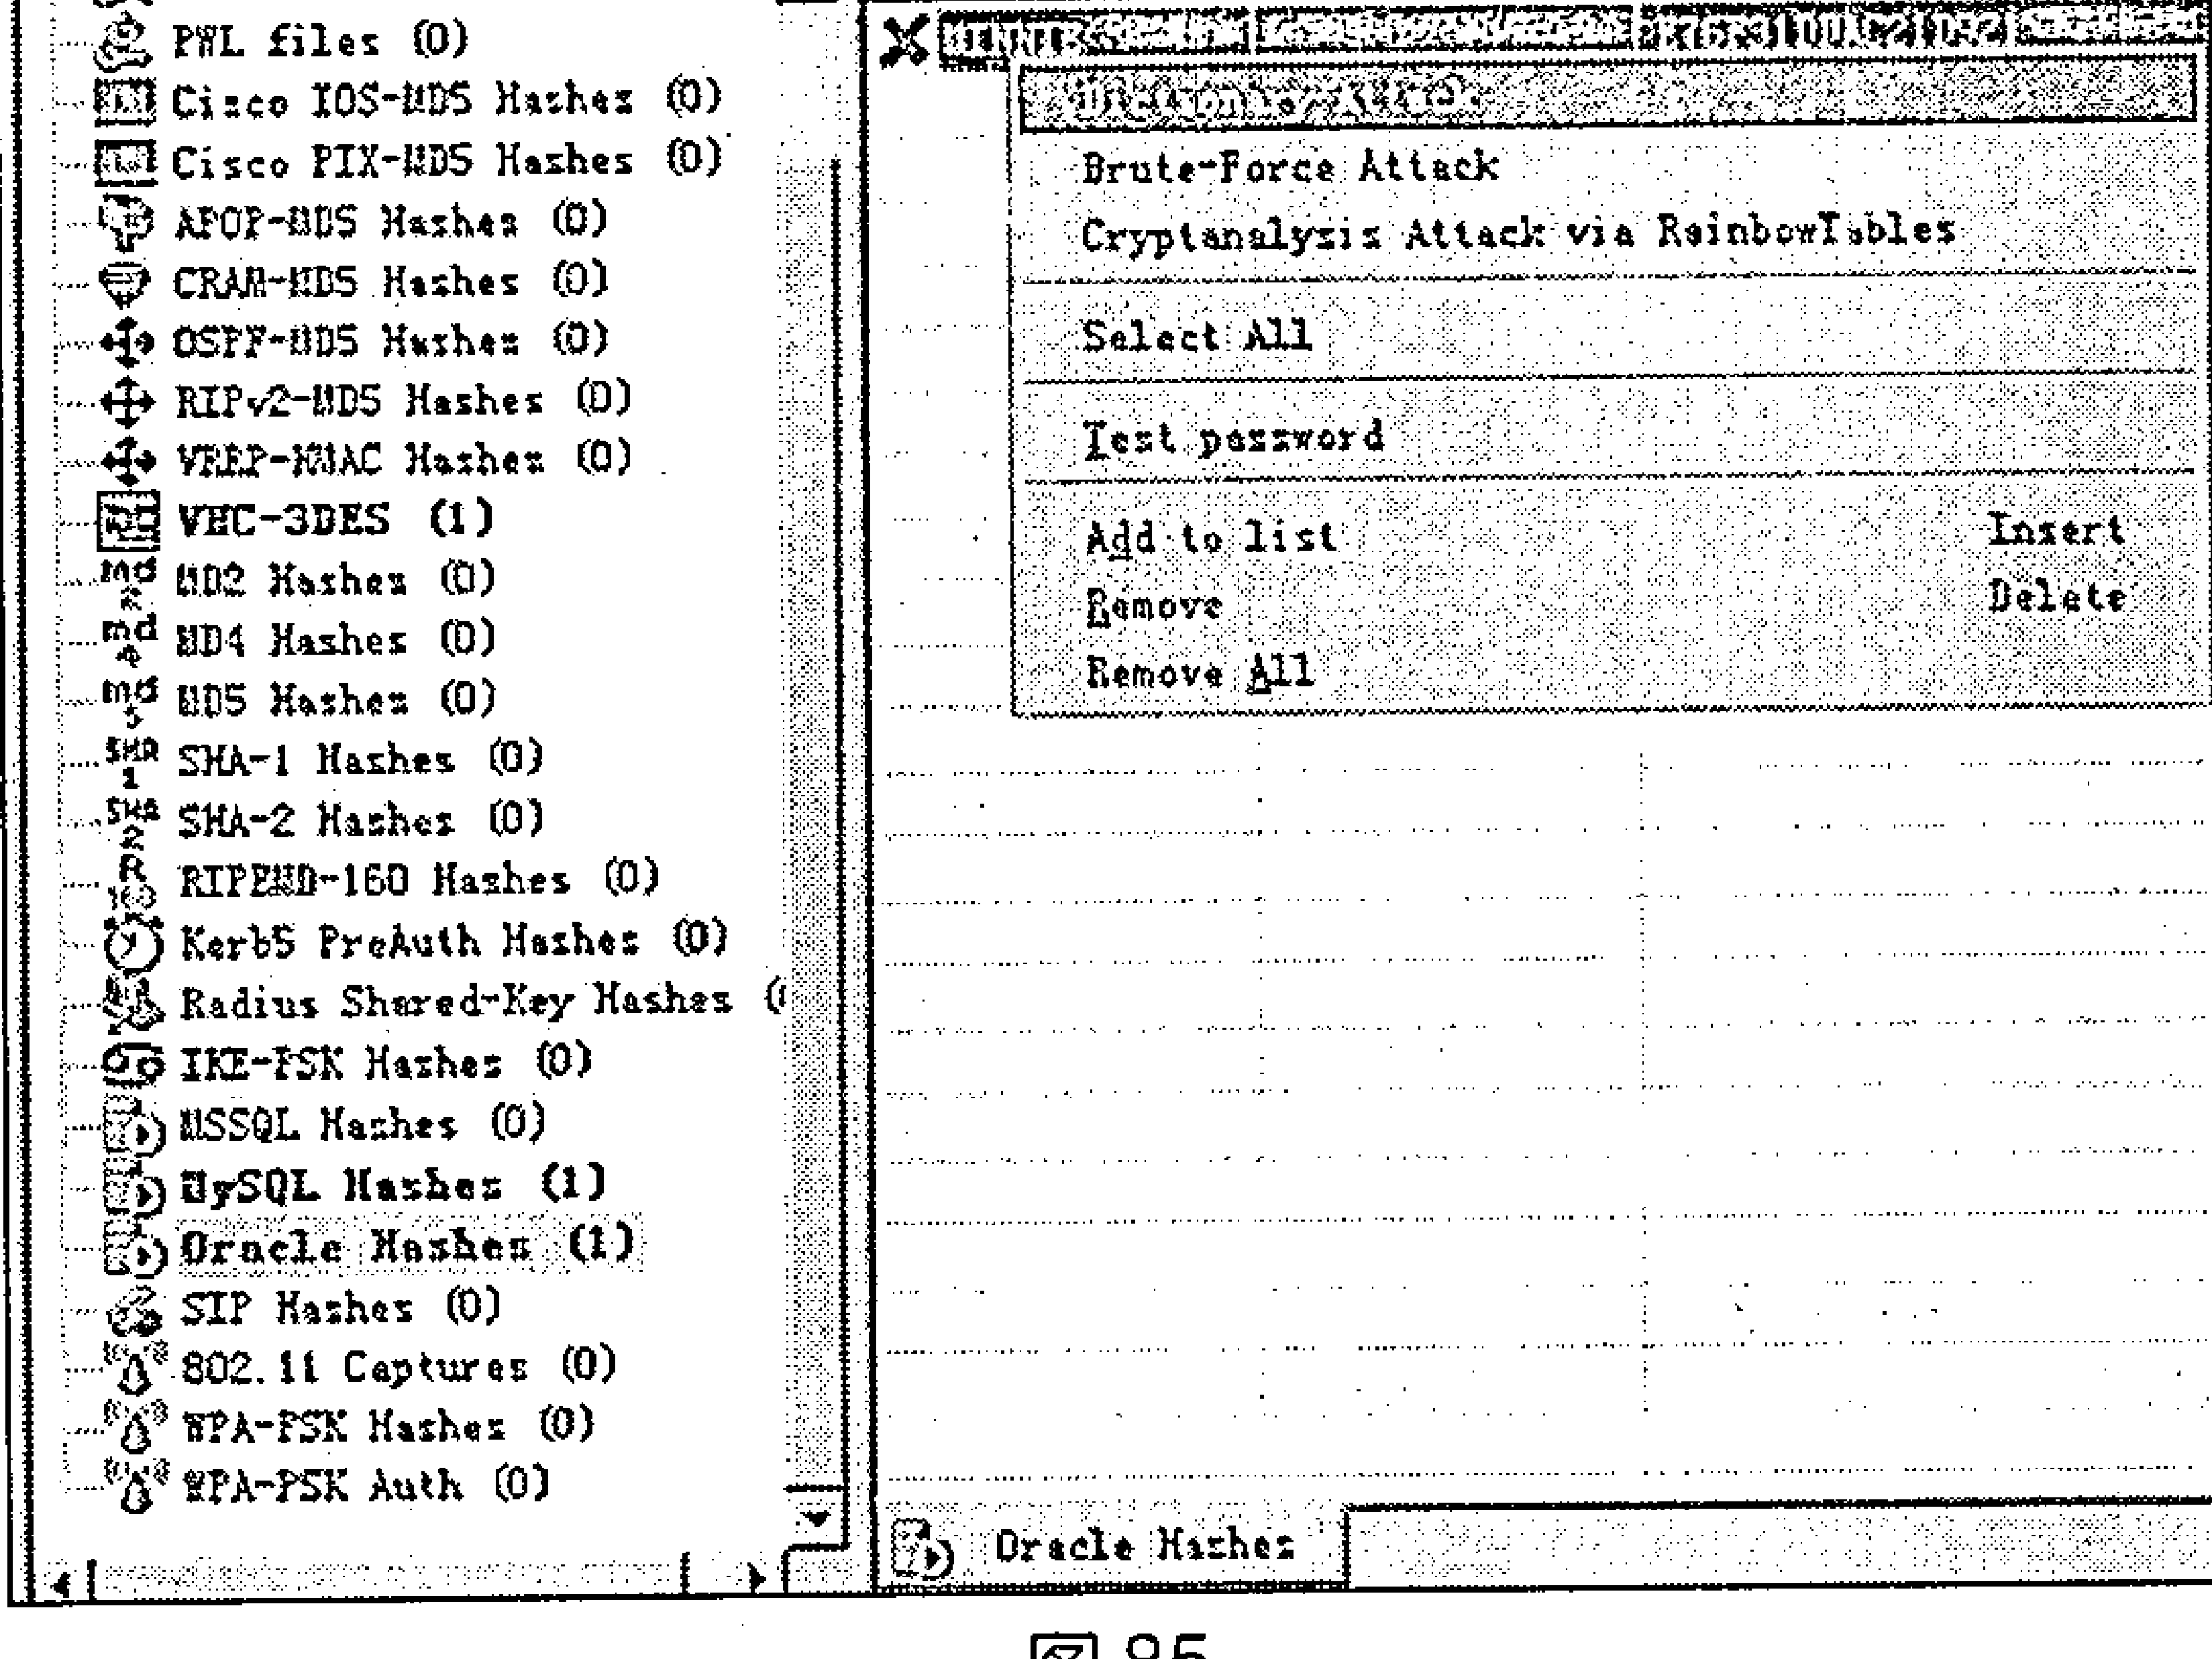 PWL files (0)
Cisco IOS-MD5 Hashes (0)
Cisco PIX-MD5 Hashes (0)
APOP-MD5 Hashes (0)
CRAM-MD5 Hashes (0)
OSPF-MD5 Hashes (0)
RIPv2-MD5 Hashes (0)
VRRP-HMAC Hashes (0)
VNC-3DES (1)
MD2 Hashes (0)
MD4 Hashes (0)
MD5 Hashes (0)
SHA-1 Hashes (0)
SHA-2 Hashes (0)
RIPEMD-160 Hashes (0)
Kerb5 PreAuth Hashes (0)
Radius Shared-Key Hashes (
IKE-PSK Hashes (0)
MSSQL Hashes (0)
MySQL Hashes (1)
Oracle Hashes (1)
SIP Hashes (0)
802.11 Captures (0)
WPA-PSK Hashes (0)
WPA-PSK Auth (0)
Dictionary Attack
Brute-Force Attack
Cryptanalysis Attack via RainbowTables
Select All
Test password
Add to list Insert
Remove Delete
Remove All
Oracle Hashes
图 85